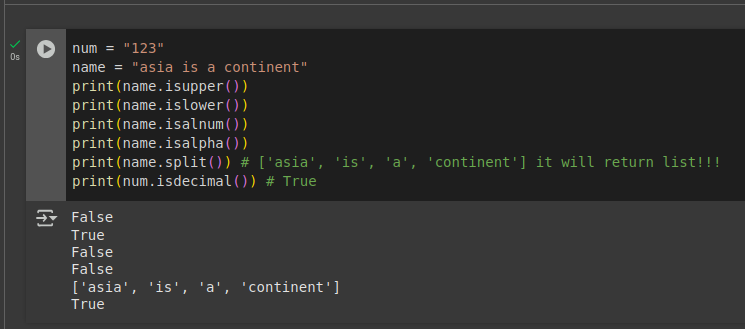 num = "123"
name = "asia is a continent"
print(name.isupper())
print(name.islower())
print(name.isalnum())
print(name.isalpha())
print(name.split()) # ['asia', 'is', 'a', 'continent'] it will return list!!!
print(num.isdecimal()) # True
0s
False
True
False
False
['asia', 'is', 'a', 'continent']
True